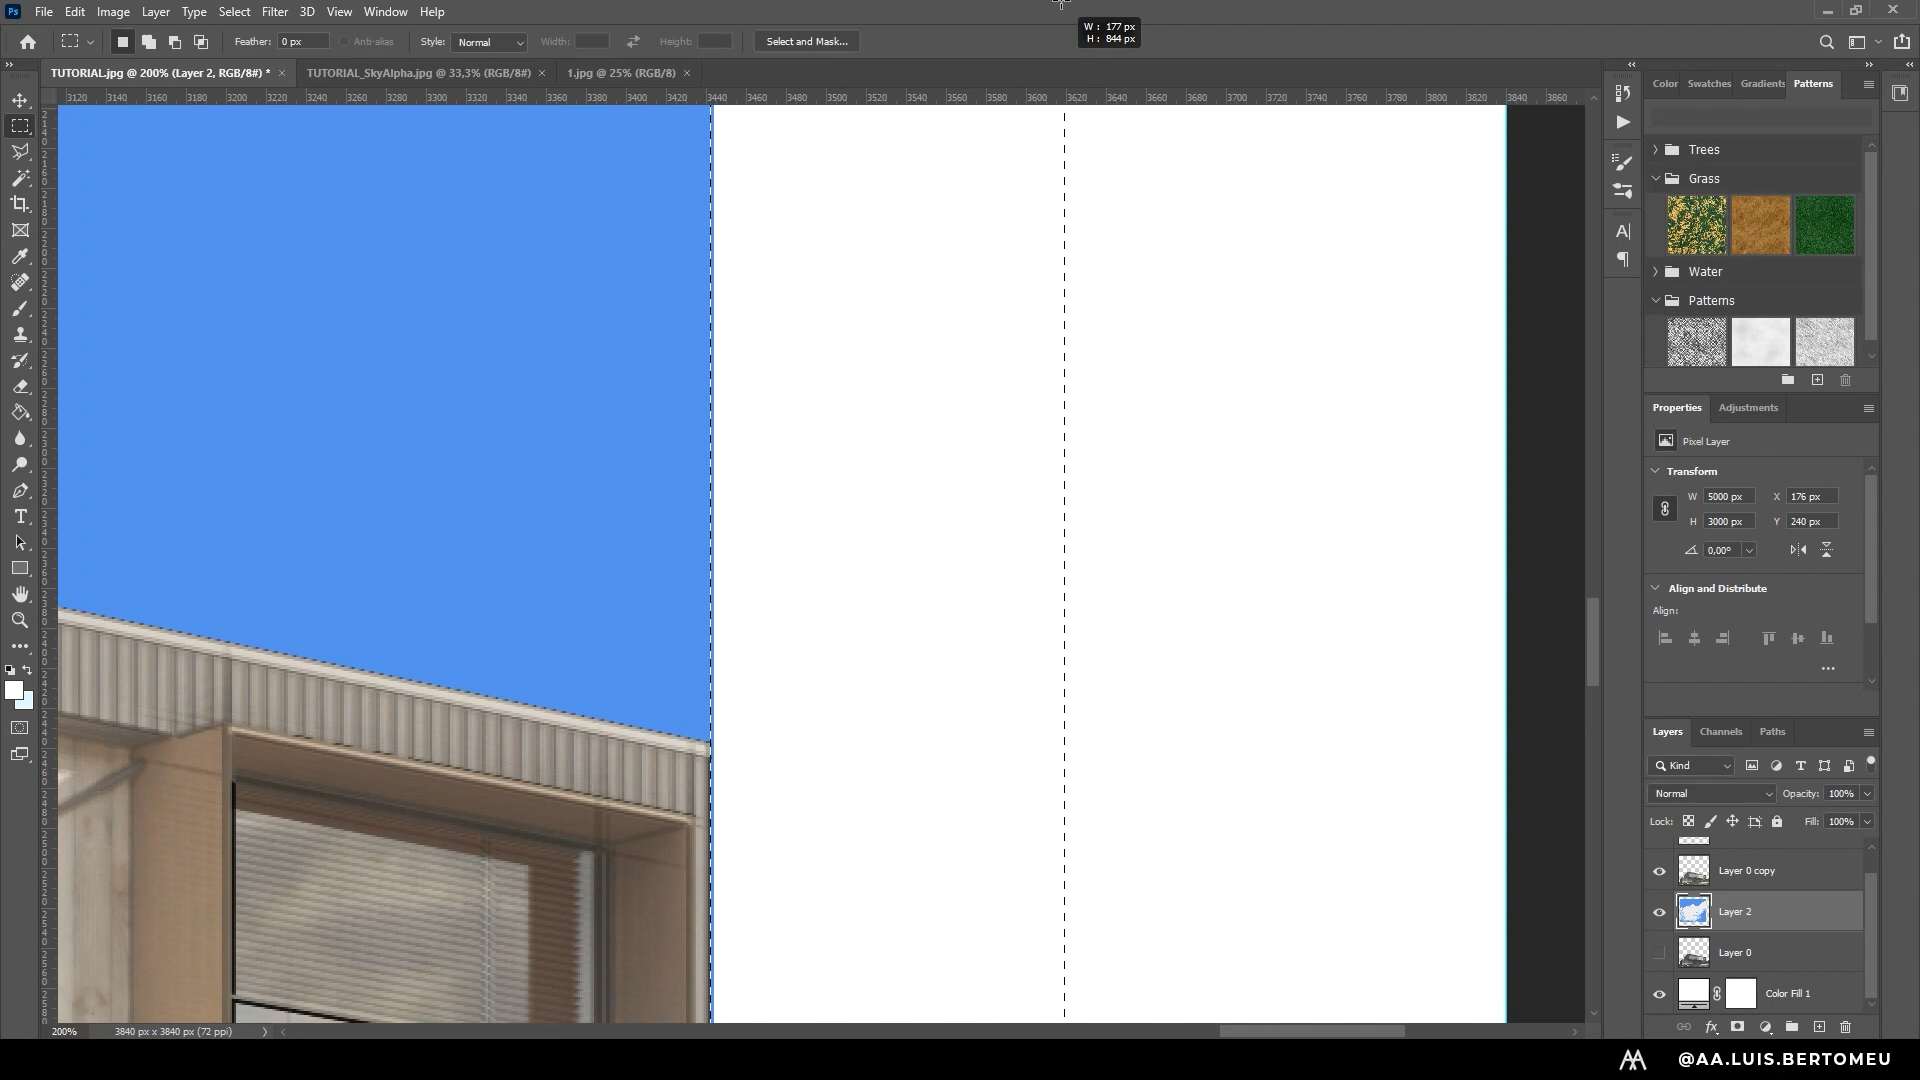 Ps File Edit Image Layer Type Select Filter 3D View Window Help
W : 177 px
H : 844 px
Feather: 0 px Anti-alias Style: Normal Width: Height: Select and Mask...
TUTORIAL.jpg @ 200% (Layer 2, RGB/8#) * TUTORIAL_SkyAlpha.jpg @ 33,3% (RGB/8#) 1.jpg @ 25% (RGB/8)
3120 3140 3160 3180 3200 3220 3240 3260 3280 3300 3320 3340 3360 3380 3400 3420 3440 3460 3480 3500 3520 3540 3560 3580 3600 3620 3640 3660 3680 3700 3720 3740 3760 3780 3800 3820 3840 3860
Color Swatches Gradients Patterns
Trees
Grass
Water
Patterns
Properties Adjustments
Pixel Layer
Transform
W 5000 px X 176 px
H 3000 px Y 240 px
0,00°
Align and Distribute
Align:
Layers Channels Paths
Kind
Normal Opacity: 100%
Lock: Fill: 100%
Layer 0 copy
Layer 2
Layer 0
Color Fill 1
fx
200% 3840 px x 3840 px (72 ppi)
@AA.LUIS.BERTOMEU